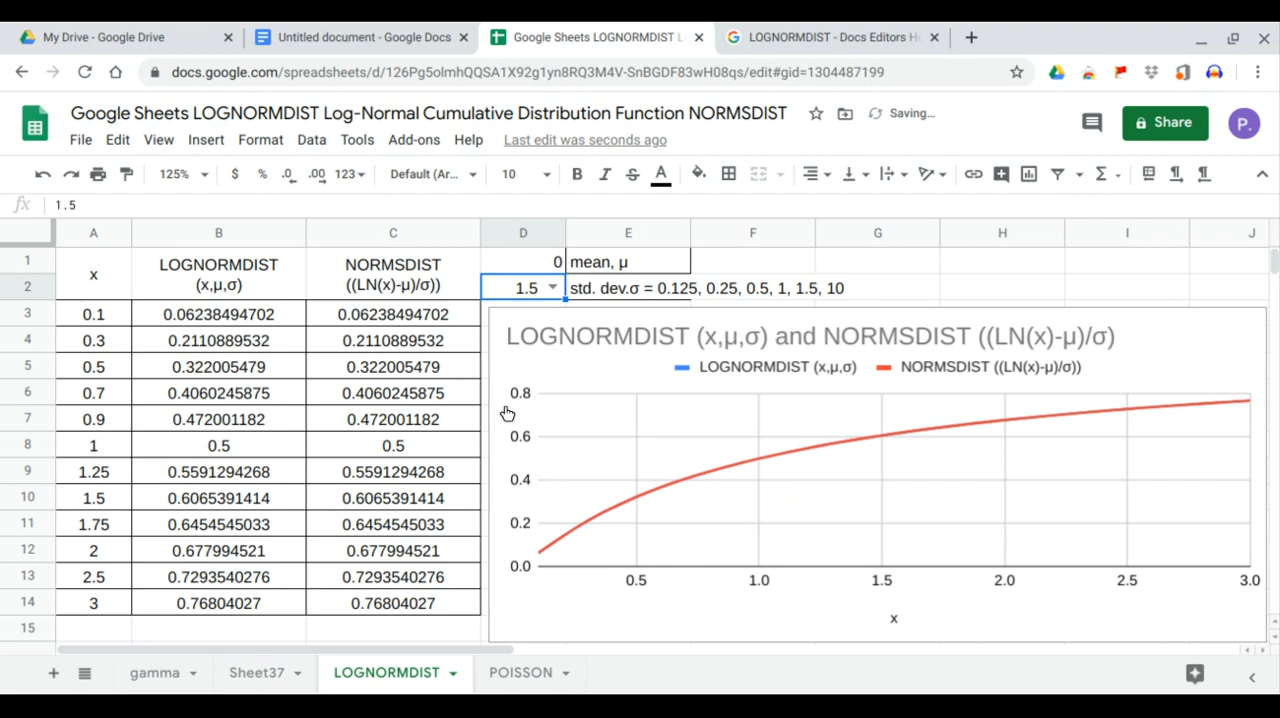 My Drive - Google Drive
Untitled document - Google Docs
Google Sheets LOGNORMDIST L
LOGNORMDIST - Docs Editors He
docs.google.com/spreadsheets/d/126Pg5olmhQQSA1X92g1yn8RQ3M4V-SnBGDF83wH08qs/edit#gid=1304487199
Google Sheets LOGNORMDIST Log-Normal Cumulative Distribution Function NORMSDIST
Saving...
Share
P.
File Edit View Insert Format Data Tools Add-ons Help Last edit was seconds ago
125% $ % .0 .00 123 Default (Ar... 10 B I S A
fx 1.5
A B C D E F G H I J
1 x LOGNORMDIST (x,μ,σ) NORMSDIST ((LN(x)-μ)/σ)) 0 mean, μ
2 1.5 std. dev.σ = 0.125, 0.25, 0.5, 1, 1.5, 10
3 0.1 0.06238494702 0.06238494702
4 0.3 0.2110889532 0.2110889532
5 0.5 0.322005479 0.322005479
6 0.7 0.4060245875 0.4060245875
7 0.9 0.472001182 0.472001182
8 1 0.5 0.5
9 1.25 0.5591294268 0.5591294268
10 1.5 0.6065391414 0.6065391414
11 1.75 0.6454545033 0.6454545033
12 2 0.677994521 0.677994521
13 2.5 0.7293540276 0.7293540276
14 3 0.76804027 0.76804027
15
LOGNORMDIST (x,μ,σ) and NORMSDIST ((LN(x)-μ)/σ)
LOGNORMDIST (x,μ,σ) NORMSDIST ((LN(x)-μ)/σ))
0.8
0.6
0.4
0.2
0.0
0.5 1.0 1.5 2.0 2.5 3.0
x
gamma Sheet37 LOGNORMDIST POISSON